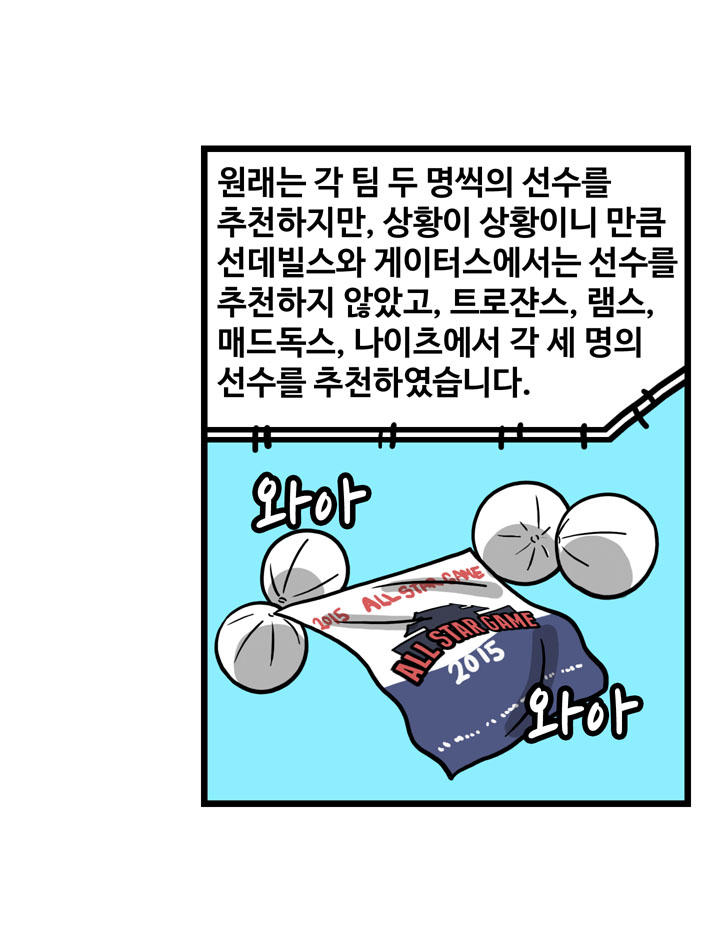 원래는 각 팀 두 명씩의 선수를
추천하지만, 상황이 상황이니 만큼
선데빌스와 게이터스에서는 선수를
추천하지 않았고, 트로쟌스, 램스,
매드독스, 나이츠에서 각 세 명의
선수를 추천하였습니다.
와아
2015 ALL STAR GAME
ALL STAR GAME
2015
와아